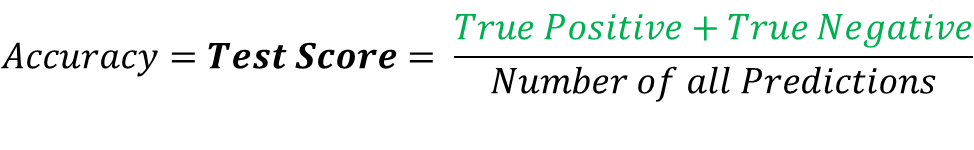 True Positive + True Negative
Accuracy = Test Score =
Number of all Predictions